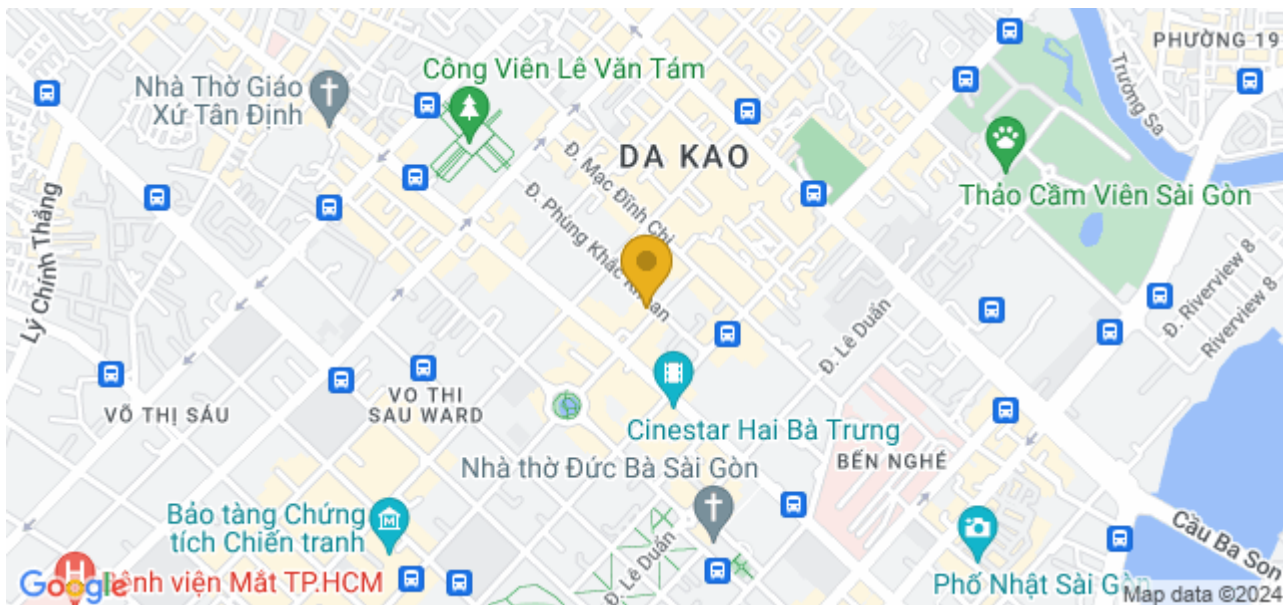 PHƯỜNG 19
Công Viên Lê Văn Tám
Nhà Thờ Giáo
Xứ Tân Định
Trường Sa
DA KAO
Đ. Mạc Đĩnh Chi
Thảo Cầm Viên Sài Gòn
Lý Chính Thắng
Đ. Phùng Khắc
Đ. Riverview 8
Riverview 8
Đ. Lê Duẩn
VÕ THỊ SÁU
VO THI
SAU WARD
Cinestar Hai Bà Trưng
BẾN NGHÉ
Nhà thờ Đức Bà Sài Gòn
Bảo tàng Chứng
tích Chiến tranh
Cầu Ba Son
Đ. Lê Duẩn
H
Google
Bệnh viện Mắt TP.HCM
Phố Nhật Sài Gòn
Map data ©2024